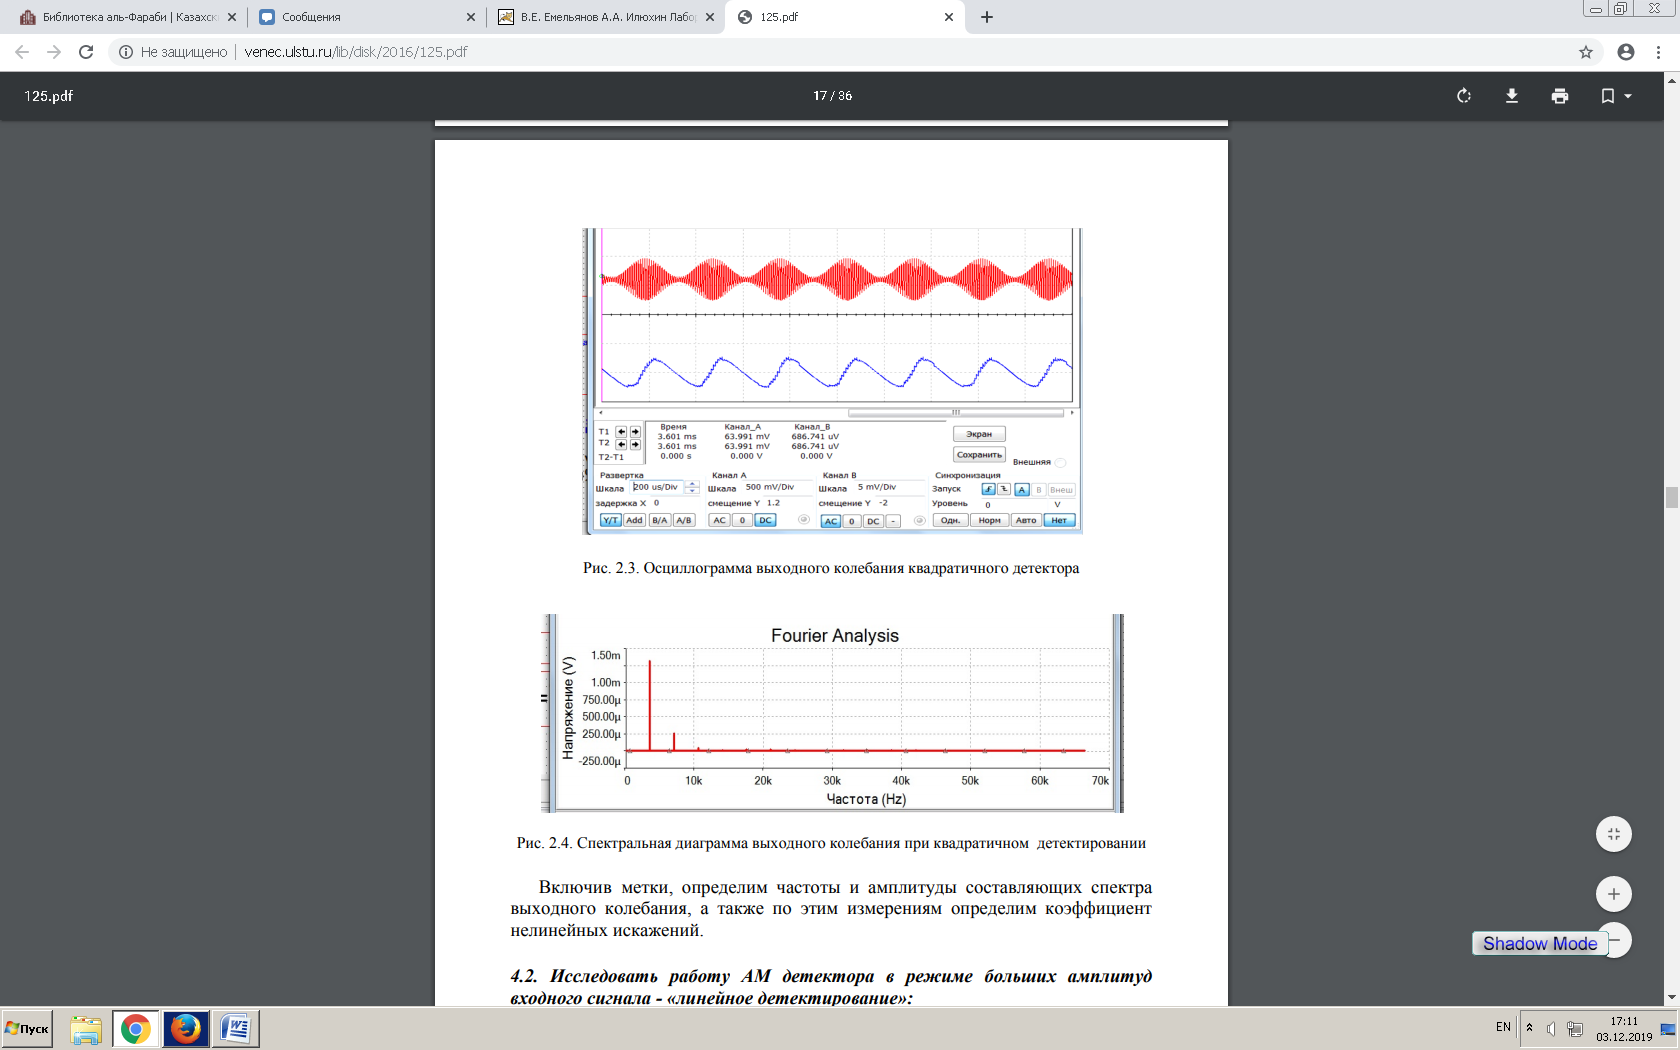 Библиотека аль-Фараби | Казахск
Сообщения
В.Е. Емельянов А.А. Илюхин Лабор
125.pdf
Не защищено
venec.ulstu.ru/lib/disk/2016/125.pdf
125.pdf
17 / 36
Время Канал_A Канал_B
T1 3.601 ms 63.991 mV 686.741 uV
T2 3.601 ms 63.991 mV 686.741 uV
T2-T1 0.000 s 0.000 V 0.000 V
Экран
Сохранить
Внешняя
Развертка Канал A Канал B Синхронизация
Шкала 200 us/Div Шкала 500 mV/Div Шкала 5 mV/Div Запуск A B Внеш
задержка X 0 смещение Y 1.2 смещение Y -2 Уровень 0 V
Y/T Add B/A A/B AC 0 DC AC 0 DC - Одн. Норм Авто Нет
Рис. 2.3. Осциллограмма выходного колебания квадратичного детектора
Fourier Analysis
Напряжение (V)
1.50m
1.00m
750.00µ
500.00µ
250.00µ
-250.00µ
0 10k 20k 30k 40k 50k 60k 70k
Частота (Hz)
Рис. 2.4. Спектральная диаграмма выходного колебания при квадратичном детектировании
Включив метки, определим частоты и амплитуды составляющих спектра
выходного колебания, а также по этим измерениям определим коэффициент
нелинейных искажений.
Shadow Mode
4.2. Исследовать работу АМ детектора в режиме больших амплитуд
входного сигнала - «линейное детектирование»:
Пуск
EN
17:11
03.12.2019